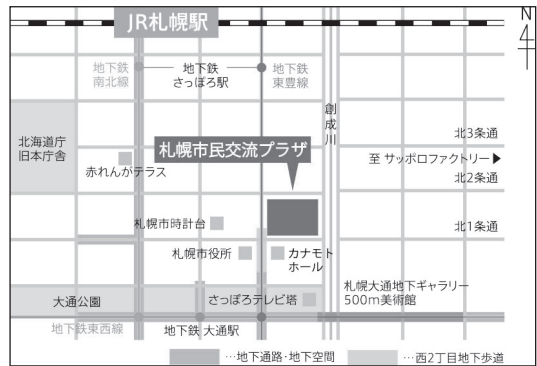 JR札幌駅
N
4
地下鉄
南北線
地下鉄
さっぽろ駅
地下鉄
東豊線
創成川
北海道庁
旧本庁舎
赤れんがテラス
札幌市民交流プラザ
北3条通
至 サッポロファクトリー▶
北2条通
札幌市時計台
北1条通
札幌市役所
カナモト
ホール
大通公園
さっぽろテレビ塔
札幌大通地下ギャラリー
500m美術館
地下鉄東西線
地下鉄 大通駅
…地下通路・地下空間
…西2丁目地下歩道